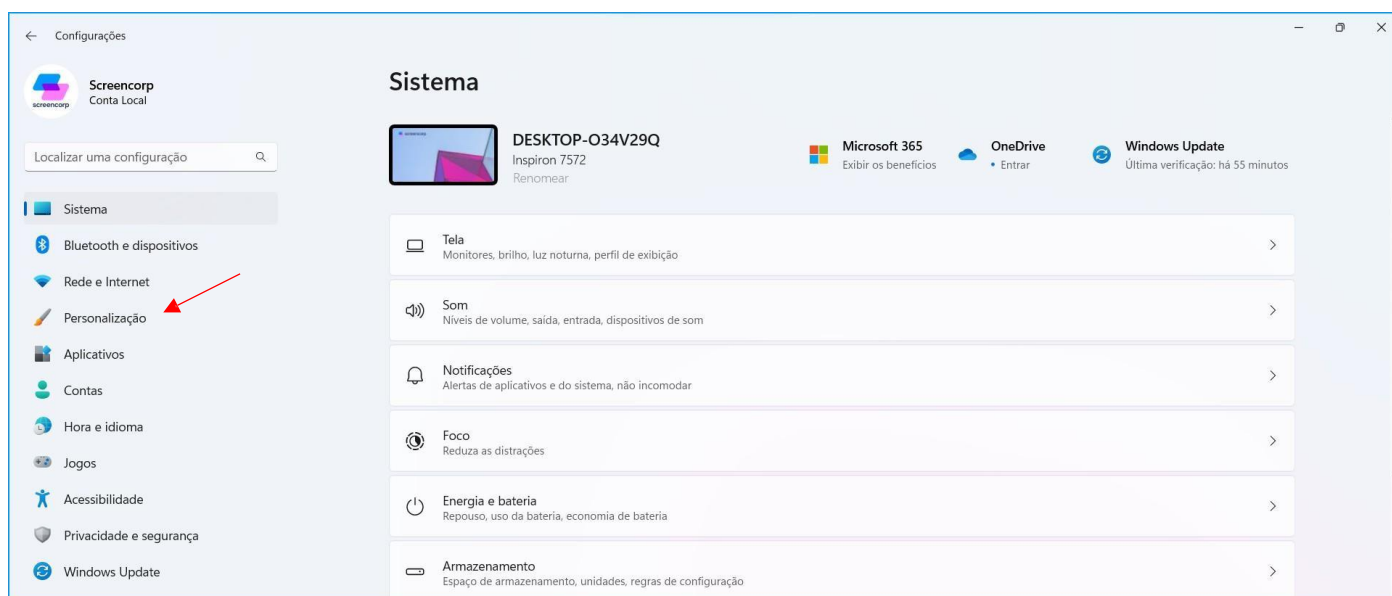 Configurações
screencorp
Screencorp
Conta Local
Localizar uma configuração
Sistema
Bluetooth e dispositivos
Rede e Internet
Personalização
Aplicativos
Contas
Hora e idioma
Jogos
Acessibilidade
Privacidade e segurança
Windows Update
Sistema
DESKTOP-O34V29Q
Inspiron 7572
Renomear
Microsoft 365
Exibir os benefícios
OneDrive
• Entrar
Windows Update
Última verificação: há 55 minutos
Tela
Monitores, brilho, luz noturna, perfil de exibição
Som
Níveis de volume, saída, entrada, dispositivos de som
Notificações
Alertas de aplicativos e do sistema, não incomodar
Foco
Reduza as distrações
Energia e bateria
Repouso, uso da bateria, economia de bateria
Armazenamento
Espaço de armazenamento, unidades, regras de configuração